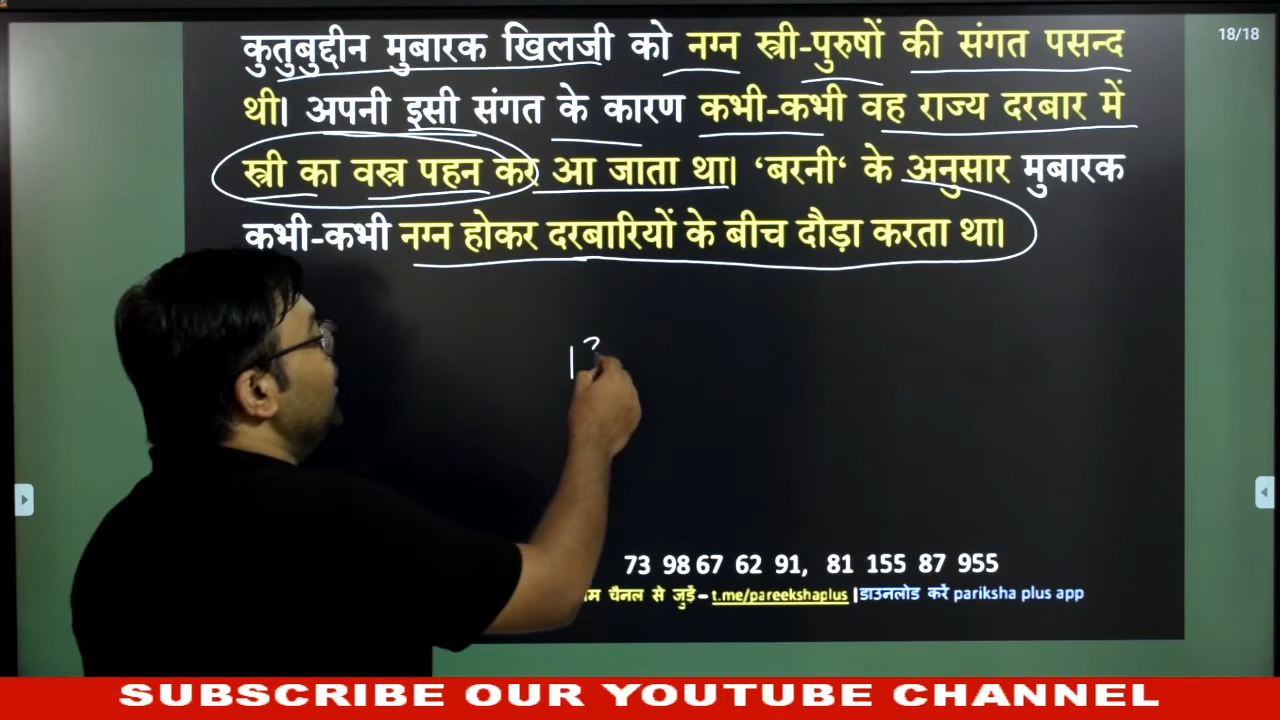 18/18
कुतुबुद्दीन मुबारक खिलजी को नग्न स्त्री-पुरुषों की संगत पसन्द
थी। अपनी इसी संगत के कारण कभी-कभी वह राज्य दरबार में
स्त्री का वस्त्र पहन कर आ जाता था। ‘बरनी‘ के अनुसार मुबारक
कभी-कभी नग्न होकर दरबारियों के बीच दौड़ा करता था।
73 98 67 62 91, 81 155 87 955
चैनल से जुड़ें– t.me/pareekshaplus |डाउनलोड करें pariksha plus app
SUBSCRIBE OUR YOUTUBE CHANNEL